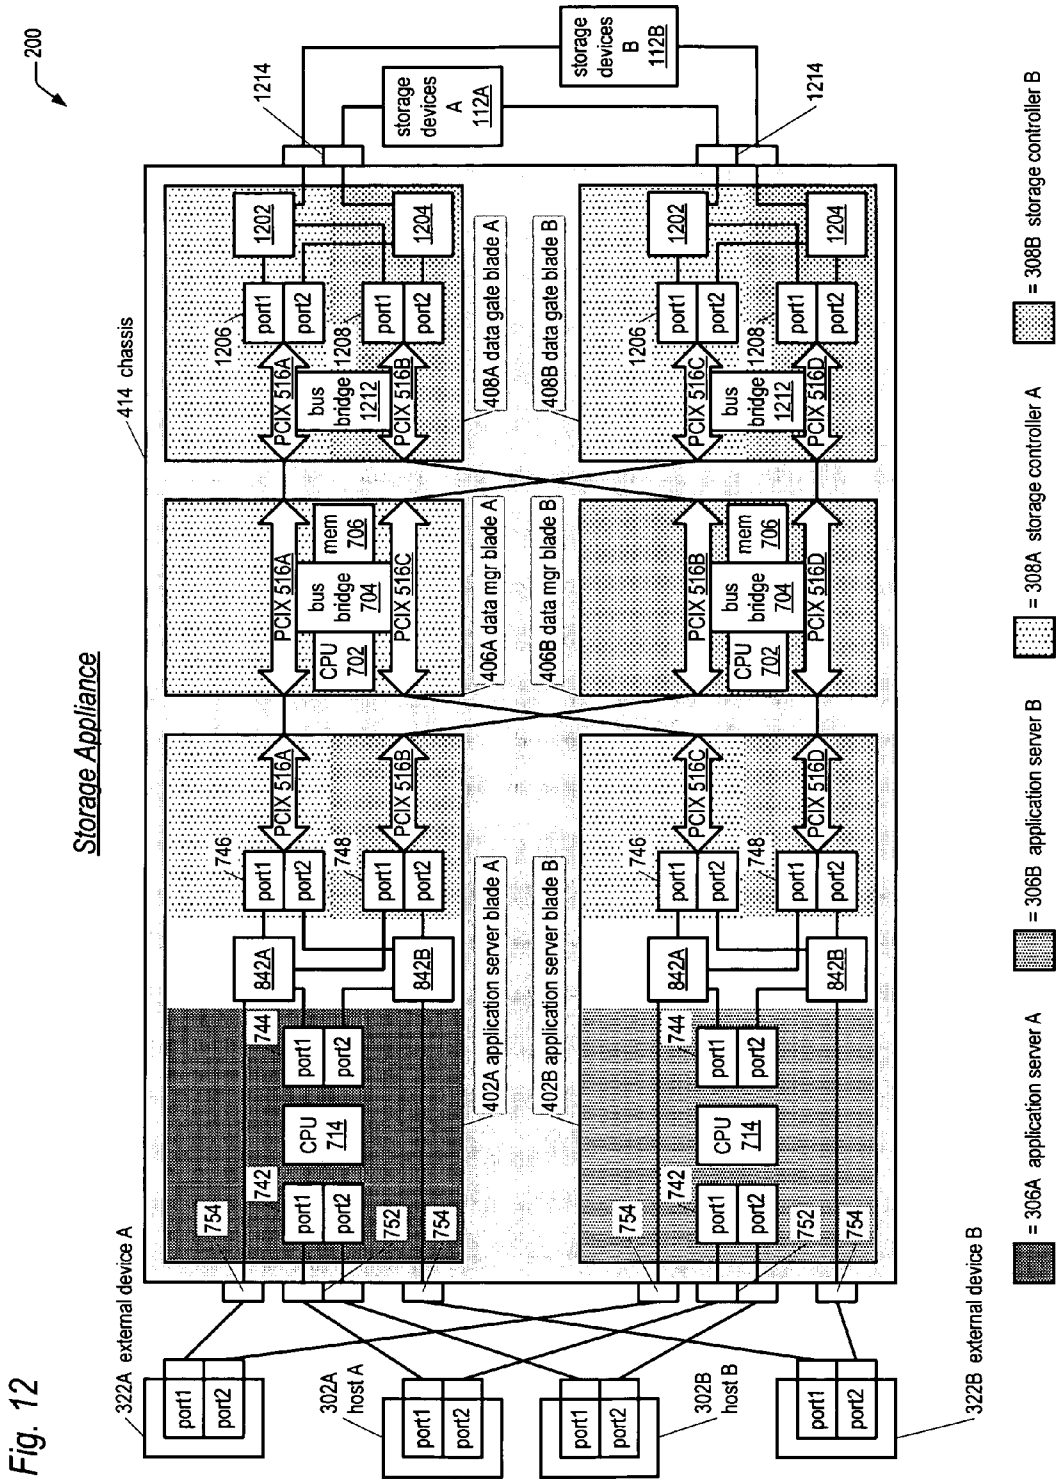 Fig. 12
Storage Appliance
200
414 chassis
322A external device A
port1
port2
302A
host A
port1
port2
302B
host B
port1
port2
322B external device B
port1
port2
754
752
754
742
port1
port2
CPU
714
744
port1
port2
842A
842B
746
port1
port2
748
port1
port2
PCIX 516A
PCIX 516B
402A application server blade A
754
752
754
742
port1
port2
CPU
714
744
port1
port2
842A
842B
746
port1
port2
748
port1
port2
PCIX 516C
PCIX 516D
402B application server blade B
PCIX 516A
CPU
702
bus
bridge
704
mem
706
PCIX 516C
406A data mgr blade A
PCIX 516B
CPU
702
bus
bridge
704
mem
706
PCIX 516D
406B data mgr blade B
PCIX 516A
bus
bridge
1212
PCIX 516B
1206
port1
port2
1208
port1
port2
1202
1204
408A data gate blade A
PCIX 516C
bus
bridge
1212
PCIX 516D
1206
port1
port2
1208
port1
port2
1202
1204
408B data gate blade B
1214
1214
storage
devices
A
112A
storage
devices
B
112B
= 306A application server A
= 306B application server B
= 308A storage controller A
= 308B storage controller B